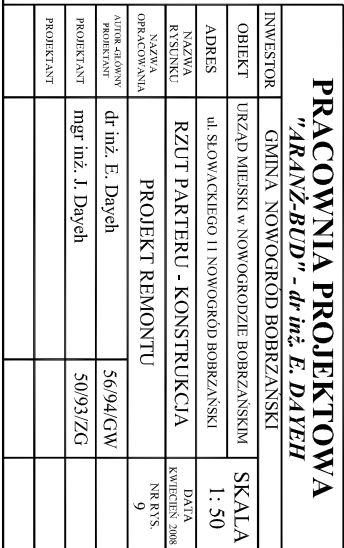 PRACOWNIA PROJEKTOWA
"ARANŻ-BUD" - dr inż. E. DAYEH
INWESTOR GMINA NOWOGRÓD BOBRZAŃSKI
OBIEKT URZĄD MIEJSKI w NOWOGRODZIE BOBRZAŃSKIM
ADRES ul. SŁOWACKIEGO 11 NOWOGRÓD BOBRZAŃSKI
SKALA
1: 50
NAZWA
RYSUNKU
RZUT PARTERU - KONSTRUKCJA
DATA
KWIECIEŃ 2008
NAZWA
OPRACOWANIA
PROJEKT REMONTU
NR RYS.
9
AUTOR-GŁÓWNY
PROJEKTANT
dr inż. E. Dayeh 56/94/GW
PROJEKTANT mgr inż. J. Dayeh 50/93/ZG
PROJEKTANT